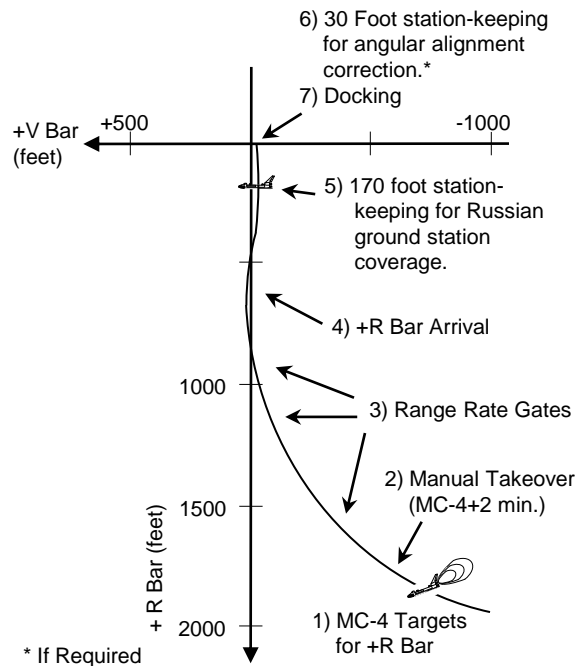 6) 30 Foot station-keeping
for angular alignment
correction.*
7) Docking
+V Bar
(feet)
+500
-1000
5) 170 foot station-
keeping for Russian
ground station
coverage.
4) +R Bar Arrival
1000
3) Range Rate Gates
2) Manual Takeover
(MC-4+2 min.)
1500
+ R Bar (feet)
1) MC-4 Targets
for +R Bar
2000
* If Required